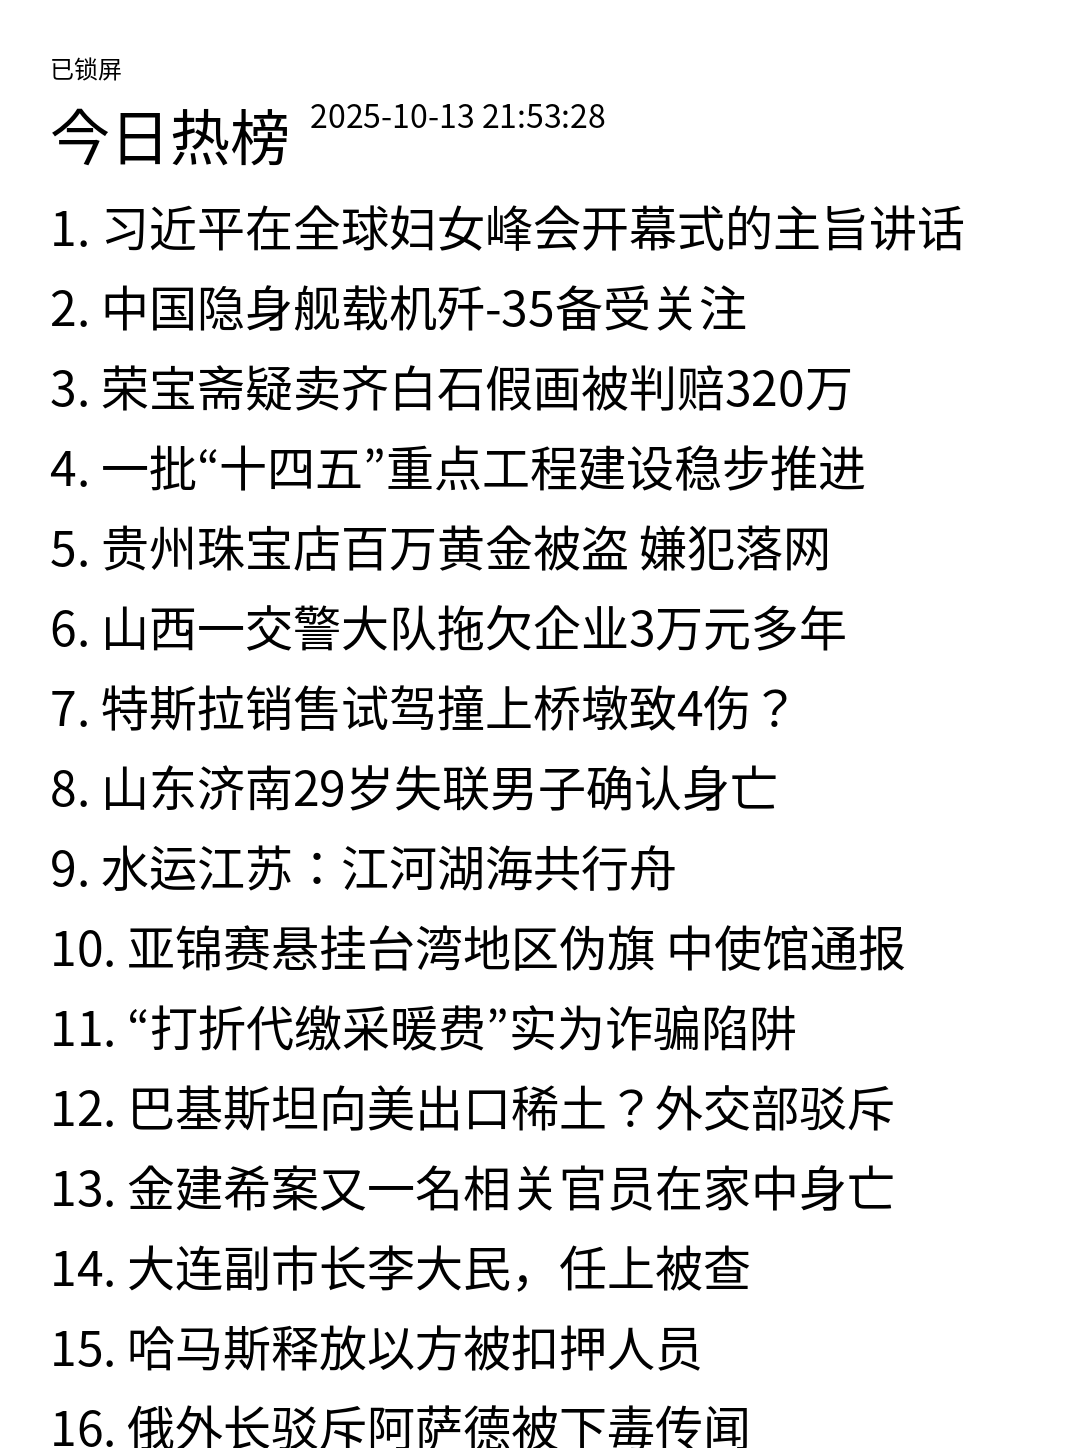 已锁屏
今日热榜 2025-10-13 21:53:28
1. 习近平在全球妇女峰会开幕式的主旨讲话
2. 中国隐身舰载机歼-35备受关注
3. 荣宝斋疑卖齐白石假画被判赔320万
4. 一批“十四五”重点工程建设稳步推进
5. 贵州珠宝店百万黄金被盗 嫌犯落网
6. 山西一交警大队拖欠企业3万元多年
7. 特斯拉销售试驾撞上桥墩致4伤？
8. 山东济南29岁失联男子确认身亡
9. 水运江苏：江河湖海共行舟
10. 亚锦赛悬挂台湾地区伪旗 中使馆通报
11. “打折代缴采暖费”实为诈骗陷阱
12. 巴基斯坦向美出口稀土？外交部驳斥
13. 金建希案又一名相关官员在家中身亡
14. 大连副市长李大民，任上被查
15. 哈马斯释放以方被扣押人员
16. 俄外长驳斥阿萨德被下毒传闻